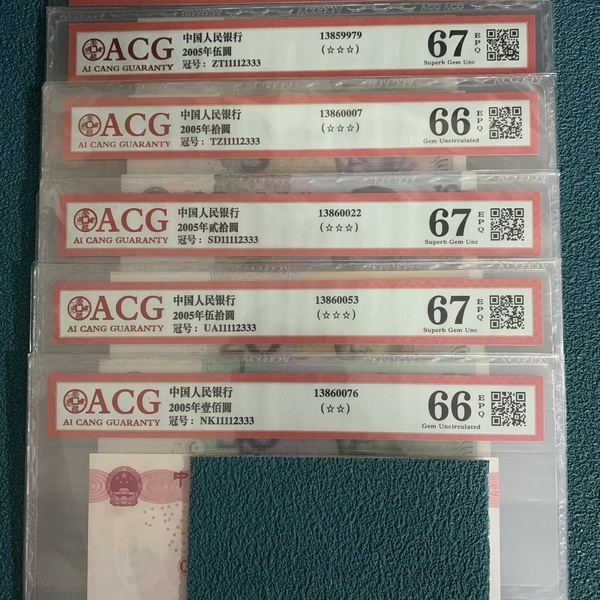 ACG
AI CANG GUARANTY
中国人民银行
2005年伍圆
冠号：ZT11112333
13859979
(☆☆☆)
67
EPQ
Superb Gem Unc
ACG
AI CANG GUARANTY
中国人民银行
2005年拾圆
冠号：TZ11112333
13860007
(☆☆☆)
66
EPQ
Gem Uncirculated
ACG
AI CANG GUARANTY
中国人民银行
2005年贰拾圆
冠号：SD11112333
13860022
(☆☆☆)
67
EPQ
Superb Gem Unc
ACG
AI CANG GUARANTY
中国人民银行
2005年伍拾圆
冠号：UA11112333
13860053
(☆☆☆)
67
EPQ
Superb Gem Unc
ACG
AI CANG GUARANTY
中国人民银行
2005年壹佰圆
冠号：NK11112333
13860076
(☆☆)
66
EPQ
Gem Uncirculated
中